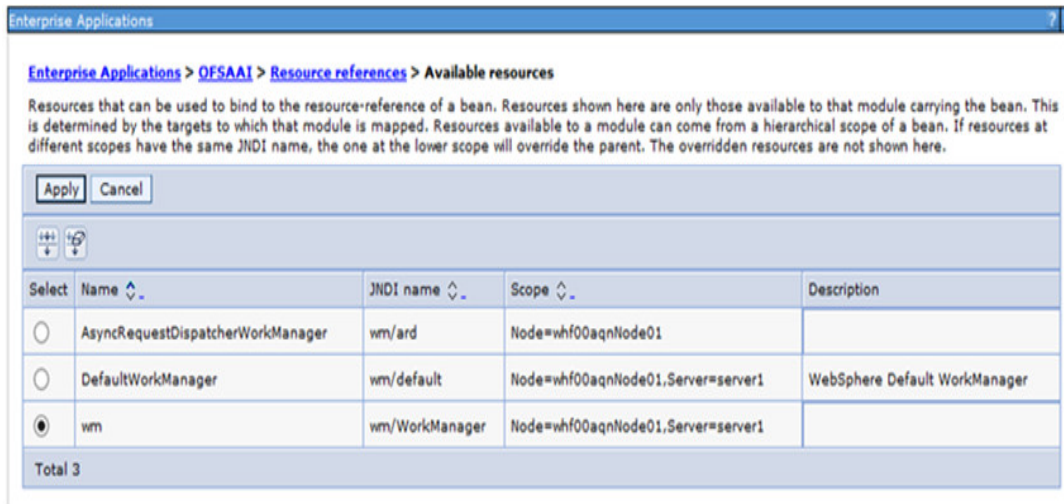 Enterprise Applications ?
Enterprise Applications > OFSAAI > Resource references > Available resources
Resources that can be used to bind to the resource-reference of a bean. Resources shown here are only those available to that module carrying the bean. This
is determined by the targets to which that module is mapped. Resources available to a module can come from a hierarchical scope of a bean. If resources at
different scopes have the same JNDI name, the one at the lower scope will override the parent. The overridden resources are not shown here.
Apply Cancel
Select Name JNDI name Scope Description
AsyncRequestDispatcherWorkManager wm/ard Node=whf00aqnNode01
DefaultWorkManager wm/default Node=whf00aqnNode01,Server=server1 WebSphere Default WorkManager
wm wm/WorkManager Node=whf00aqnNode01,Server=server1
Total 3